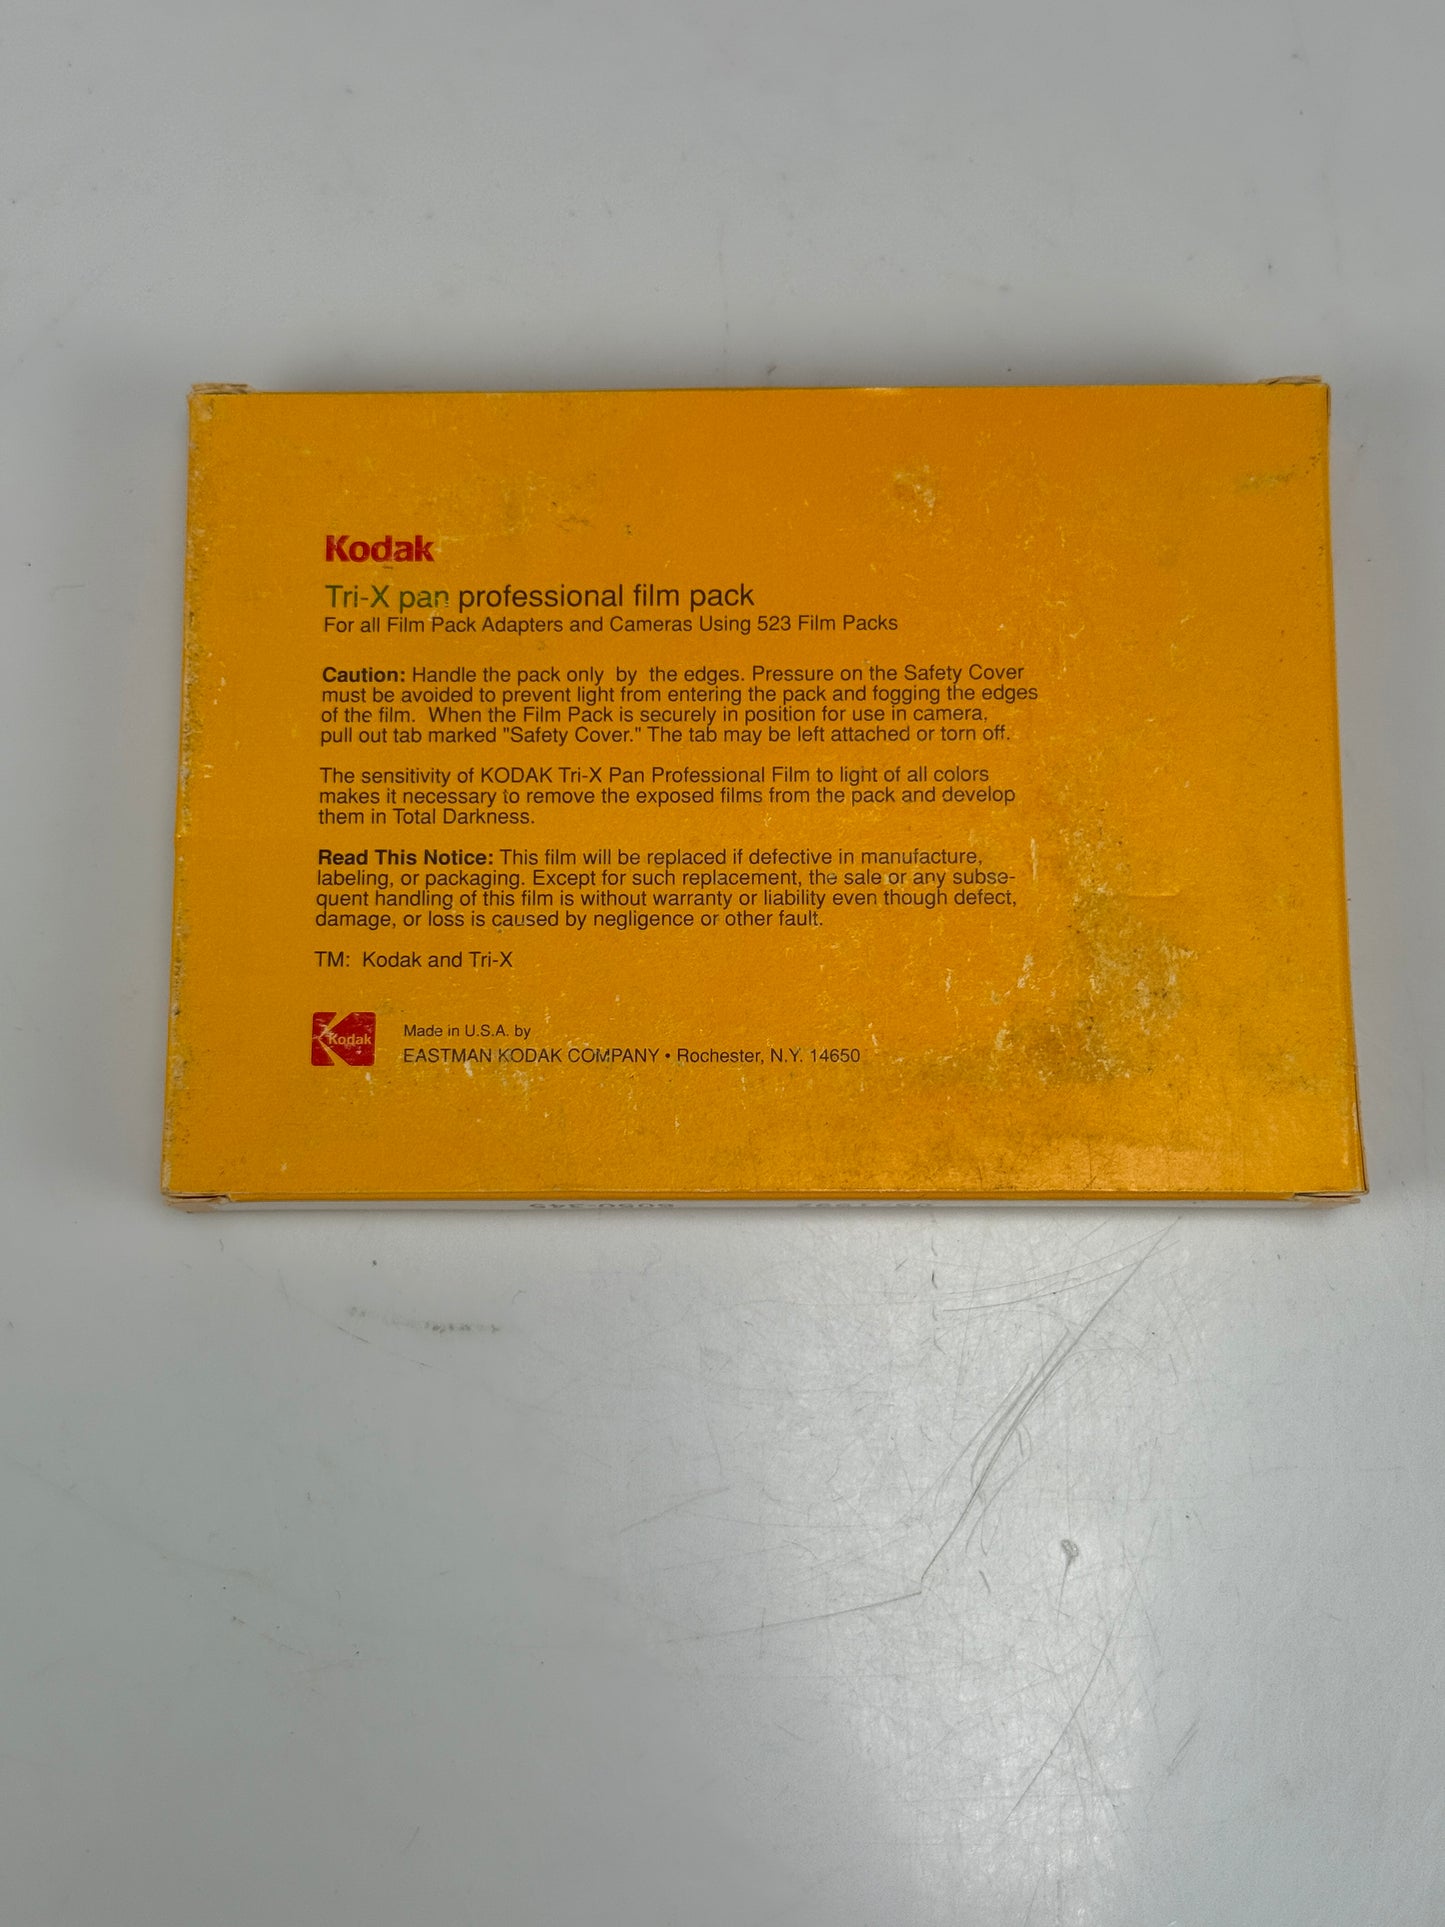 Kodak
Tri-X pan professional film pack
For all Film Pack Adapters and Cameras Using 523 Film Packs
Caution: Handle the pack only by the edges. Pressure on the Safety Cover
must be avoided to prevent light from entering the pack and fogging the edges
of the film. When the Film Pack is securely in position for use in camera,
pull out tab marked "Safety Cover." The tab may be left attached or torn off.
The sensitivity of KODAK Tri-X Pan Professional Film to light of all colors
makes it necessary to remove the exposed films from the pack and develop
them in Total Darkness.
Read This Notice: This film will be replaced if defective in manufacture,
labeling, or packaging. Except for such replacement, the sale or any subse-
quent handling of this film is without warranty or liability even though defect,
damage, or loss is caused by negligence or other fault.
TM: Kodak and Tri-X
Kodak
Made in U.S.A. by
EASTMAN KODAK COMPANY • Rochester, N.Y. 14650